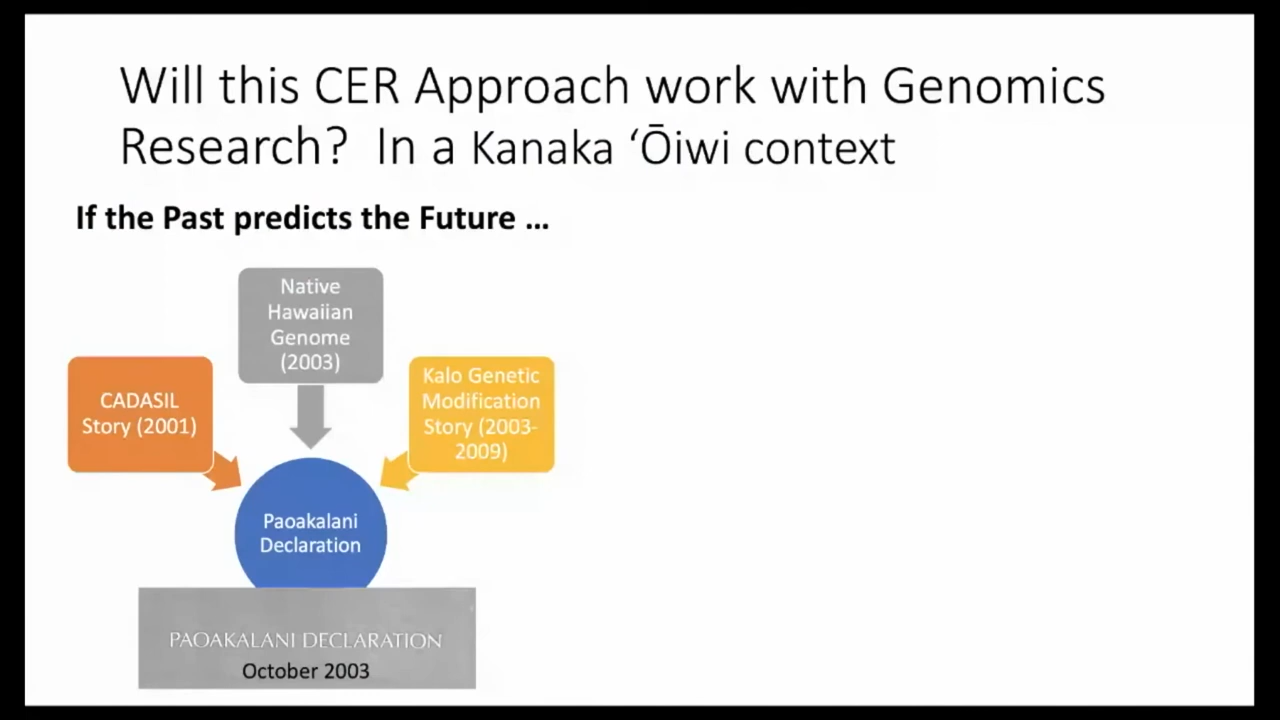 Will this CER Approach work with Genomics
Research?  In a Kanaka ʻŌiwi context
If the Past predicts the Future ...
Native
Hawaiian
Genome
(2003)
CADASIL
Story (2001)
Kalo Genetic
Modification
Story (2003-
2009)
Paoakalani
Declaration
PAOAKALANI DECLARATION
October 2003